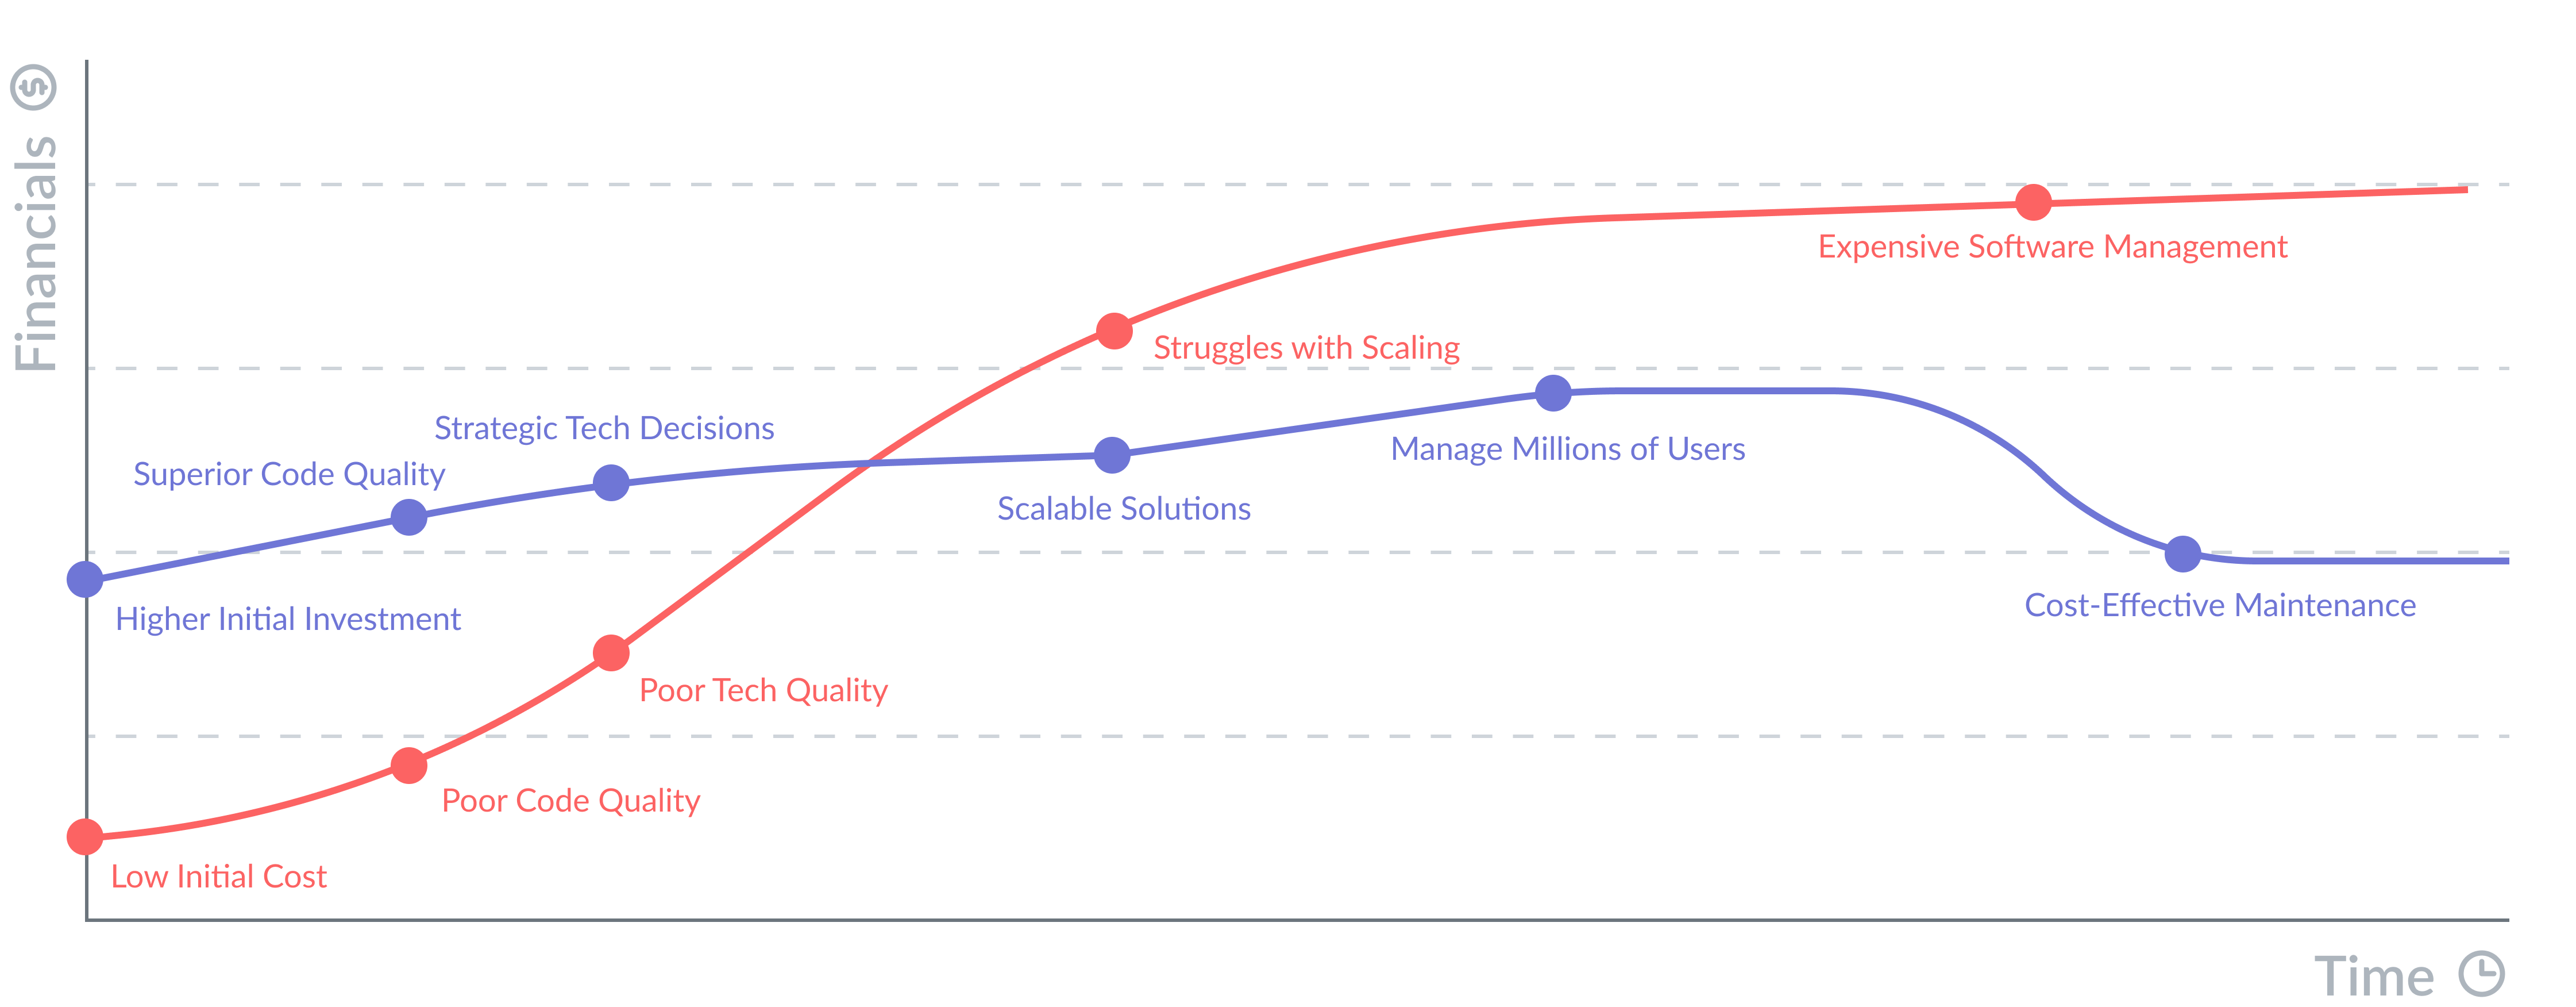 Financials
Expensive Software Management
Struggles with Scaling
Strategic Tech Decisions
Manage Millions of Users
Superior Code Quality
Scalable Solutions
Cost-Effective Maintenance
Higher Initial Investment
Poor Tech Quality
Poor Code Quality
Low Initial Cost
Time